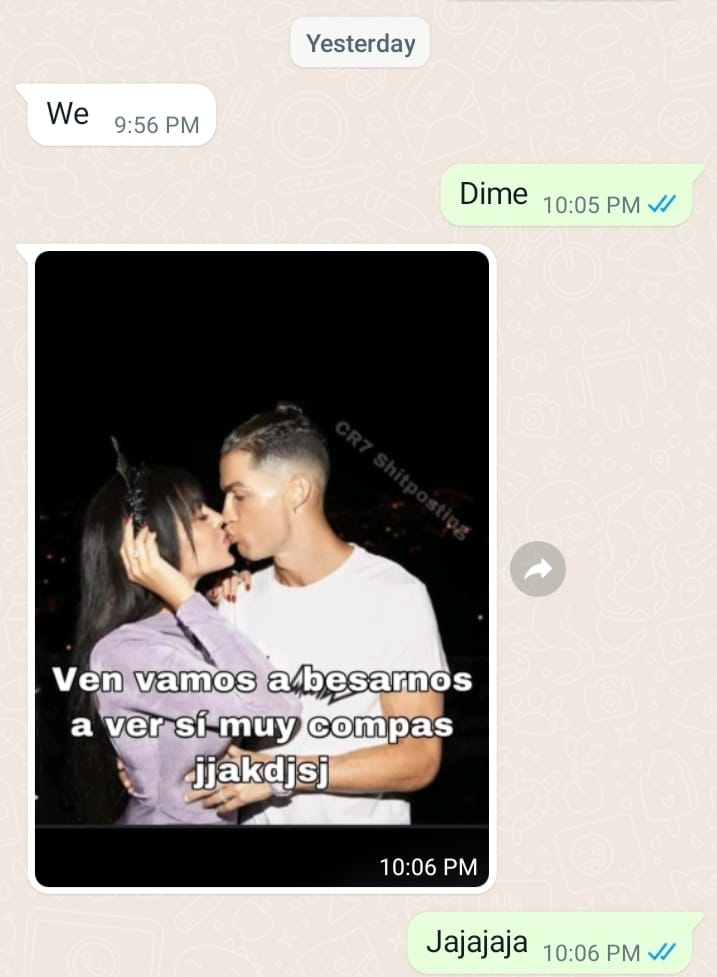 Yesterday
We 9:56 PM
Dime 10:05 PM
CR7 Shitposting
Ven vamos a besarnos
a ver sí muy compas
jjakdjsj
10:06 PM
Jajajaja 10:06 PM